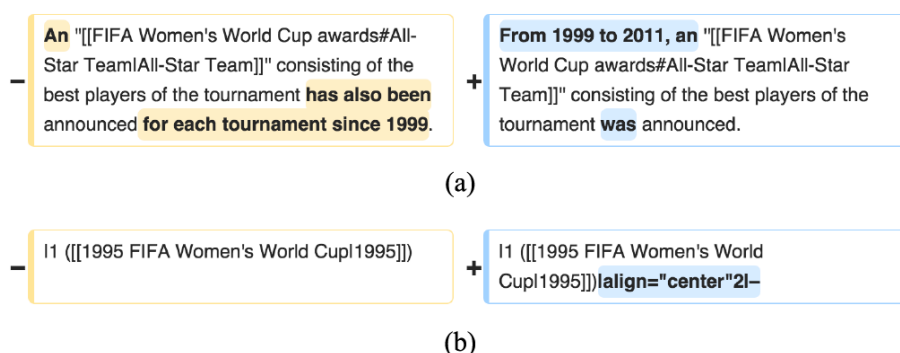 − An "[[FIFA Women's World Cup awards#All-
Star Team|All-Star Team]]" consisting of the
best players of the tournament has also been
announced for each tournament since 1999.
+ From 1999 to 2011, an "[[FIFA Women's
World Cup awards#All-Star Team|All-Star
Team]]" consisting of the best players of the
tournament was announced.
(a)
− |1 ([[1995 FIFA Women's World Cup|1995]])
+ |1 ([[1995 FIFA Women's World
Cup|1995]])|align="center"2|–
(b)